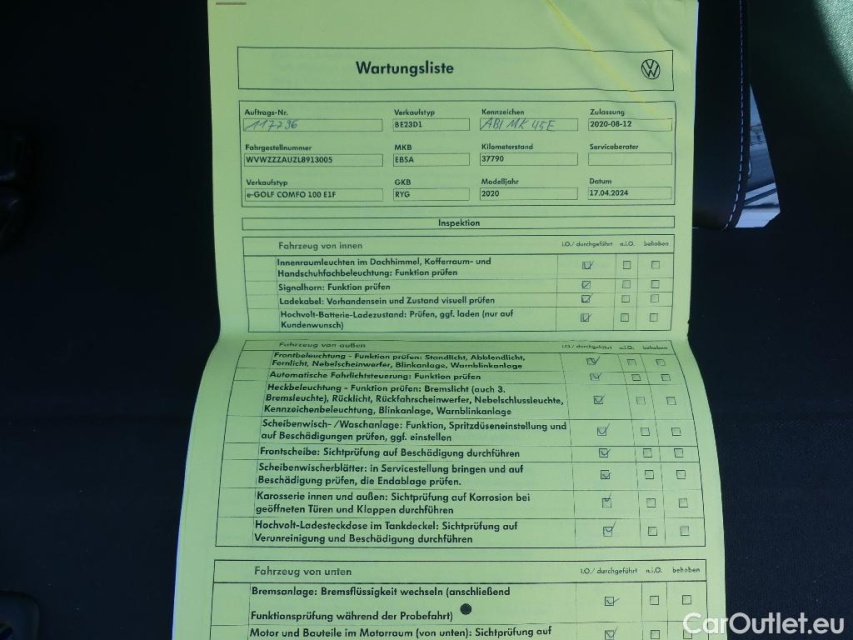 Wartungsliste
Auftrags-Nr. Verkaufstyp Kennzeichen Zulassung
117296 BE23D1 ABI MK 45E 2020-08-12
Fahrgestellnummer MKB Kilometerstand Serviceberater
WVWZZZAUZL8913005 EBSA 37790
Verkaufstyp GKB Modelljahr Datum
e-GOLF COMFO 100 E1F RYG 2020 17.04.2024
Inspektion
Fahrzeug von innen i.O./ durchgeführt n.i.O. behoben
Innenraumleuchten im Dachhimmel, Kofferraum- und
Handschuhfachbeleuchtung: Funktion prüfen
Signalhorn: Funktion prüfen
Ladekabel: Vorhandensein und Zustand visuell prüfen
Hochvolt-Batterie-Ladezustand: Prüfen, ggf. laden (nur auf
Kundenwunsch)
Fahrzeug von außen i.O./ durchgeführt n.i.O. behoben
Frontbeleuchtung - Funktion prüfen: Standlicht, Abblendlicht,
Fernlicht, Nebelscheinwerfer, Blinkanlage, Warnblinkanlage
Automatische Fahrlichtsteuerung: Funktion prüfen
Heckbeleuchtung - Funktion prüfen: Bremslicht (auch 3.
Bremsleuchte), Rücklicht, Rückfahrscheinwerfer, Nebelschlussleuchte,
Kennzeichenbeleuchtung, Blinkanlage, Warnblinkanlage
Scheibenwisch- /Waschanlage: Funktion, Spritzdüseneinstellung und
auf Beschädigungen prüfen, ggf. einstellen
Frontscheibe: Sichtprüfung auf Beschädigung durchführen
Scheibenwischerblätter: in Servicestellung bringen und auf
Beschädigung prüfen, die Endablage prüfen.
Karosserie innen und außen: Sichtprüfung auf Korrosion bei
geöffneten Türen und Klappen durchführen
Hochvolt-Ladesteckdose im Tankdeckel: Sichtprüfung auf
Verunreinigung und Beschädigung durchführen
Fahrzeug von unten i.O./ durchgeführt n.i.O. behoben
Bremsanlage: Bremsflüssigkeit wechseln (anschließend
Funktionsprüfung während der Probefahrt)
Motor und Bauteile im Motorraum (von unten): Sichtprüfung auf
CarOutlet.eu